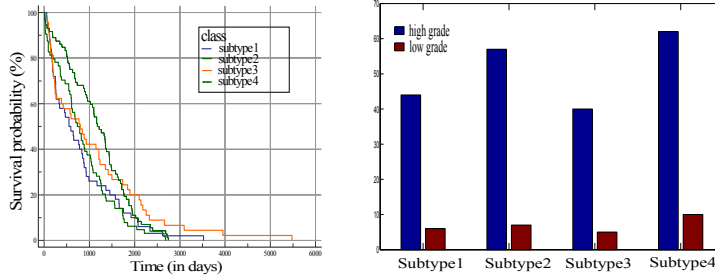 class
subtype1
subtype2
subtype3
subtype4
Survival probability (%)
100
80
60
40
20
0
0 1000 2000 3000 4000 5000 6000
Time (in days)
high grade
low grade
70
60
50
40
30
20
10
0
Subtype1 Subtype2 Subtype3 Subtype4